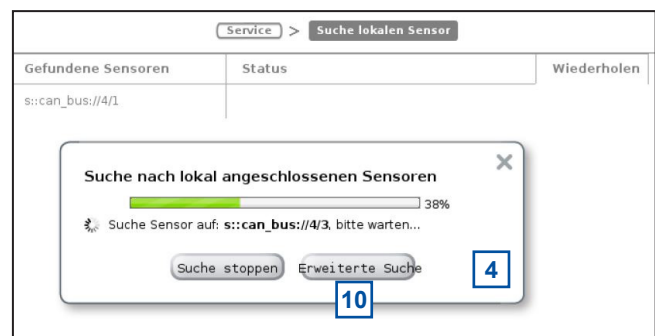 Service > Suche lokalen Sensor
Gefundene Sensoren Status Wiederholen
s::can_bus://4/1
Suche nach lokal angeschlossenen Sensoren
38%
Suche Sensor auf: s::can_bus://4/3, bitte warten...
Suche stoppen Erweiterte Suche 4
10